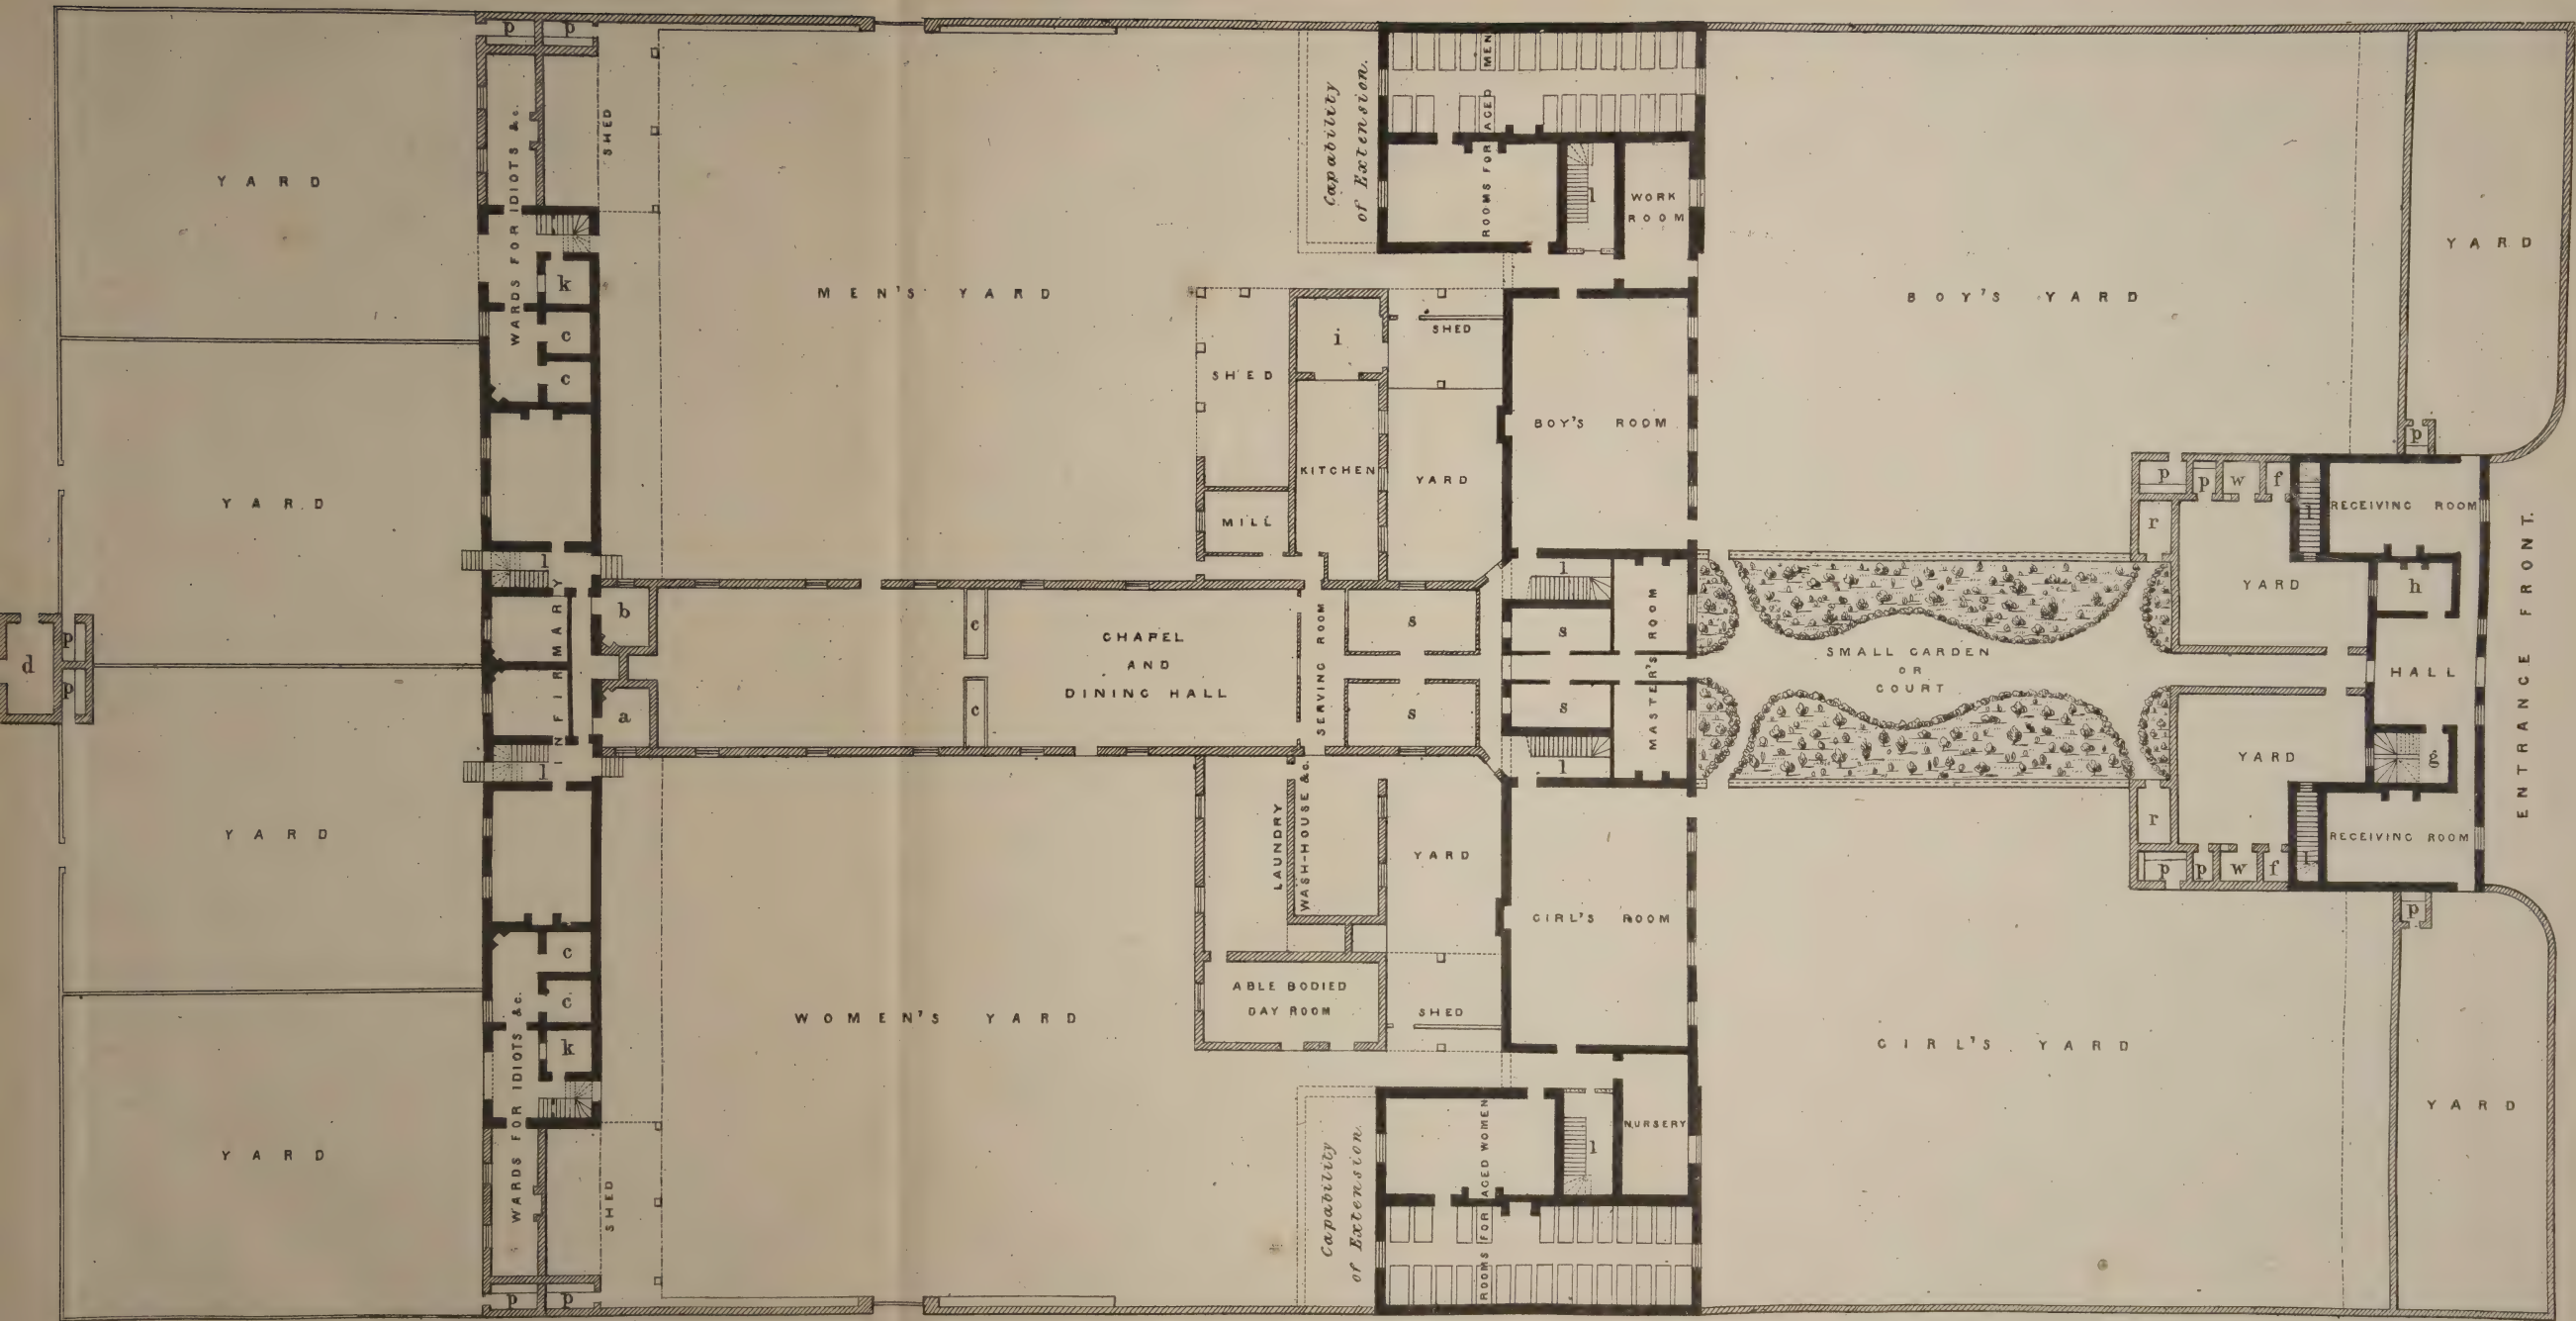 p p
YARD
WARDS FOR IDIOTS &c.
SHED
k
c
c
YARD
l
INFIRMARY
b
a
d
p
p
l
YARD
c
c
k
WARDS FOR IDIOTS &c.
SHED
YARD
p p
MEN'S YARD
Capability
of Extension.
ROOMS FOR AGED MEN
l
WORK
ROOM
SHED
i
SHED
KITCHEN
YARD
MILL
BOY'S ROOM
c
c
CHAPEL
AND
DINING HALL
SERVING ROOM
s
s
l
s
s
l
MASTER'S ROOM
LAUNDRY
WASH-HOUSE &c.
YARD
GIRL'S ROOM
ABLE BODIED
DAY ROOM
SHED
WOMEN'S YARD
Capability
of Extension.
ROOMS FOR AGED WOMEN
l
NURSERY
BOY'S YARD
YARD
p
p p w f
l
RECEIVING ROOM
r
YARD
h
SMALL GARDEN
OR
COURT
HALL
ENTRANCE FRONT.
YARD
g
r
l
RECEIVING ROOM
p p w f
p
GIRL'S YARD
YARD